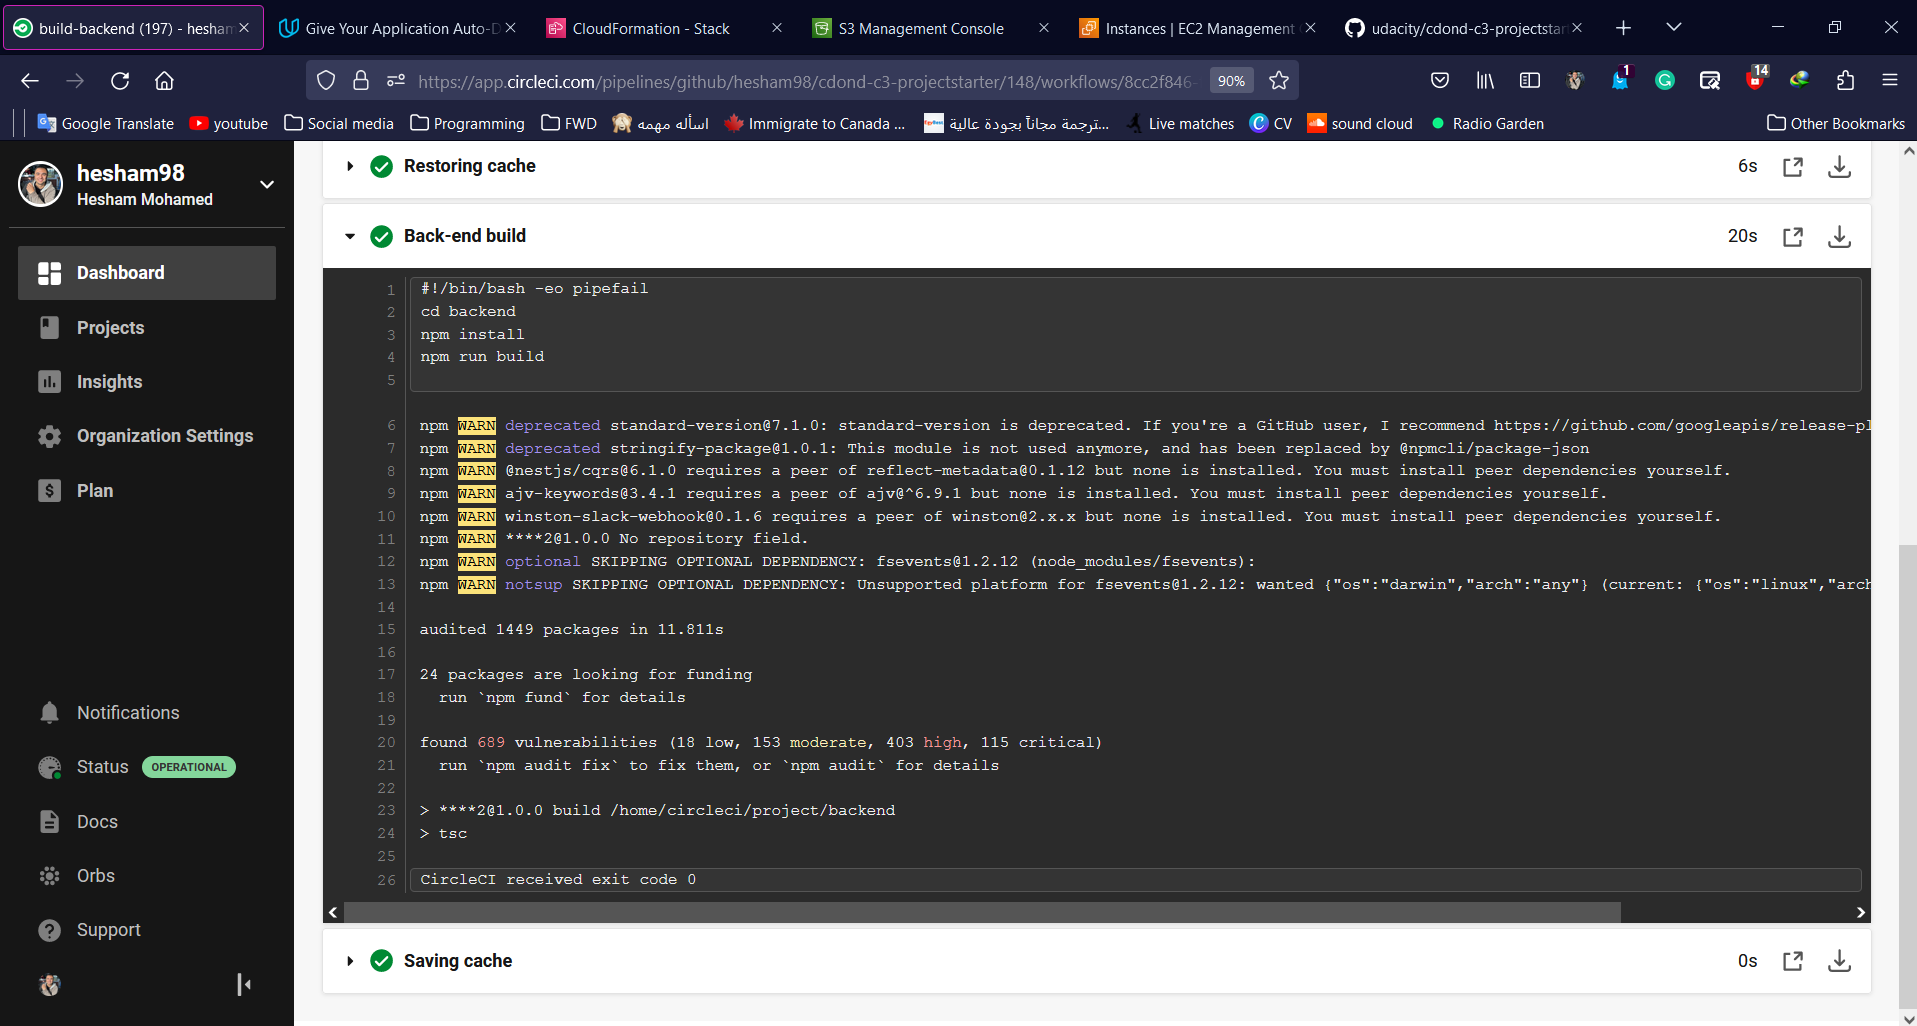 build-backend (197) - hesham
Give Your Application Auto-D
CloudFormation - Stack
S3 Management Console
Instances | EC2 Management C
udacity/cdond-c3-projectstar
https://app.circleci.com/pipelines/github/hesham98/cdond-c3-projectstarter/148/workflows/8cc2f846-
90%
1
14
Google Translate
youtube
Social media
Programming
FWD
اسأله مهمه
Immigrate to Canada ...
ترجمة مجاناً بجودة عالية...
Live matches
CV
sound cloud
Radio Garden
Other Bookmarks
hesham98
Hesham Mohamed
Dashboard
Projects
Insights
Organization Settings
Plan
Notifications
Status OPERATIONAL
Docs
Orbs
Support
Restoring cache 6s
Back-end build 20s
1 #!/bin/bash -eo pipefail
2 cd backend
3 npm install
4 npm run build
5
6 npm WARN deprecated standard-version@7.1.0: standard-version is deprecated. If you're a GitHub user, I recommend https://github.com/googleapis/release-pl
7 npm WARN deprecated stringify-package@1.0.1: This module is not used anymore, and has been replaced by @npmcli/package-json
8 npm WARN @nestjs/cqrs@6.1.0 requires a peer of reflect-metadata@0.1.12 but none is installed. You must install peer dependencies yourself.
9 npm WARN ajv-keywords@3.4.1 requires a peer of ajv@^6.9.1 but none is installed. You must install peer dependencies yourself.
10 npm WARN winston-slack-webhook@0.1.6 requires a peer of winston@2.x.x but none is installed. You must install peer dependencies yourself.
11 npm WARN ****2@1.0.0 No repository field.
12 npm WARN optional SKIPPING OPTIONAL DEPENDENCY: fsevents@1.2.12 (node_modules/fsevents):
13 npm WARN notsup SKIPPING OPTIONAL DEPENDENCY: Unsupported platform for fsevents@1.2.12: wanted {"os":"darwin","arch":"any"} (current: {"os":"linux","arch
14
15 audited 1449 packages in 11.811s
16
17 24 packages are looking for funding
18 run `npm fund` for details
19
20 found 689 vulnerabilities (18 low, 153 moderate, 403 high, 115 critical)
21 run `npm audit fix` to fix them, or `npm audit` for details
22
23 > ****2@1.0.0 build /home/circleci/project/backend
24 > tsc
25
26 CircleCI received exit code 0
Saving cache 0s